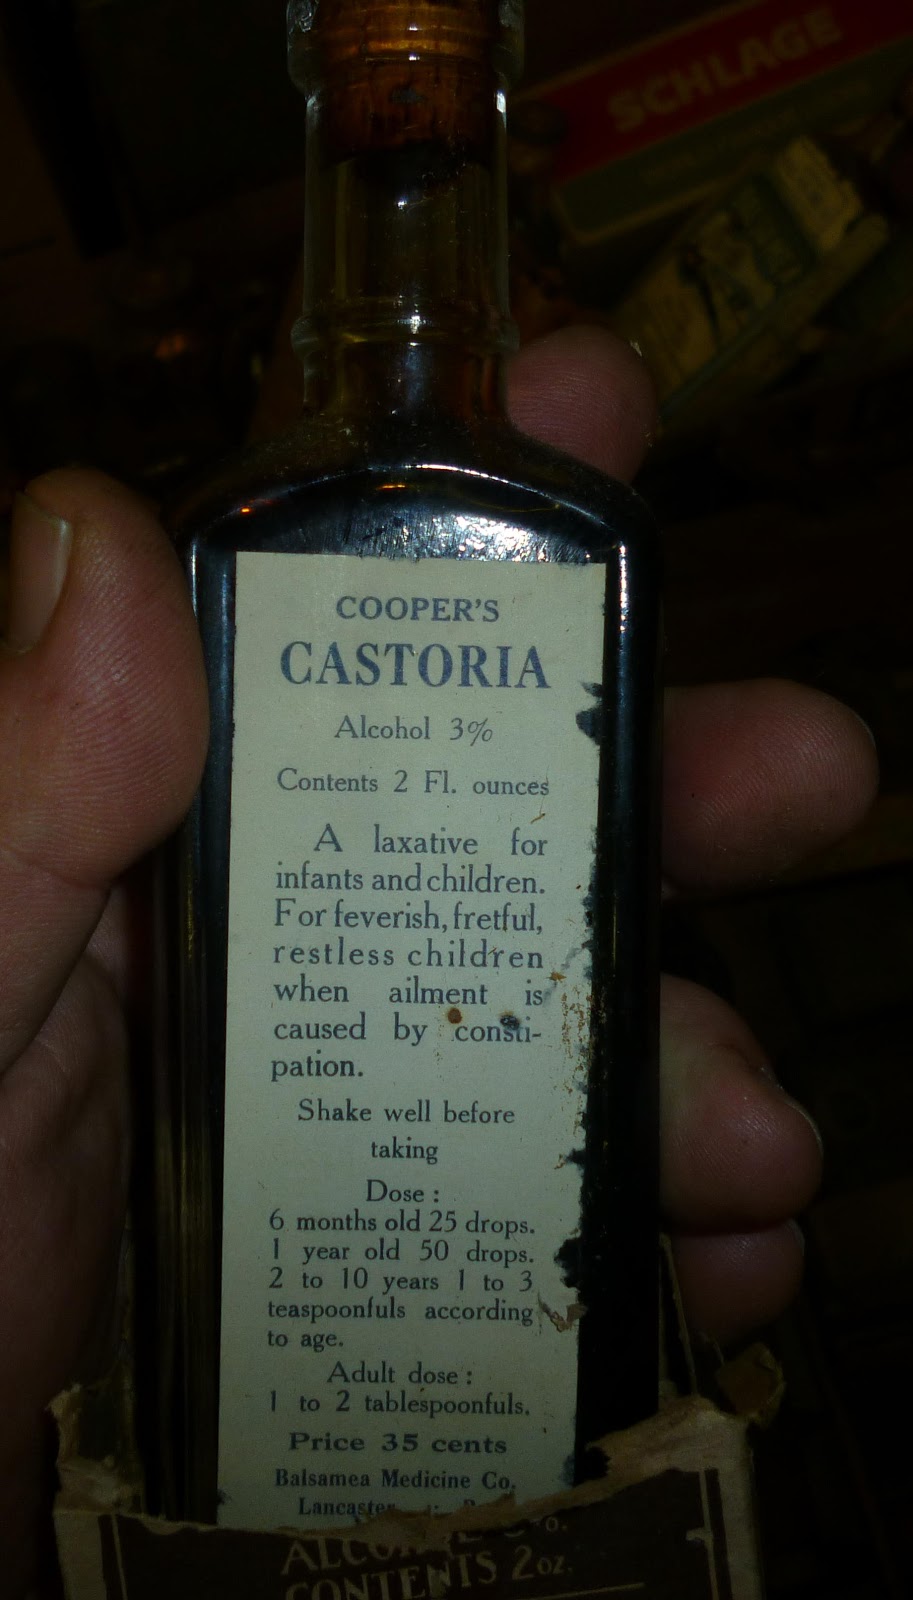 SCHLAGE
COOPER'S
CASTORIA
Alcohol 3%
Contents 2 Fl. ounces
A laxative for
infants and children.
For feverish, fretful,
restless children
when ailment is
caused by consti-
pation.
Shake well before
taking
Dose :
6 months old 25 drops.
1 year old 50 drops.
2 to 10 years 1 to 3
teaspoonfuls according
to age.
Adult dose :
1 to 2 tablespoonfuls.
Price 35 cents
Balsamea Medicine Co.
Lancaster
CONTENTS 2 oz.